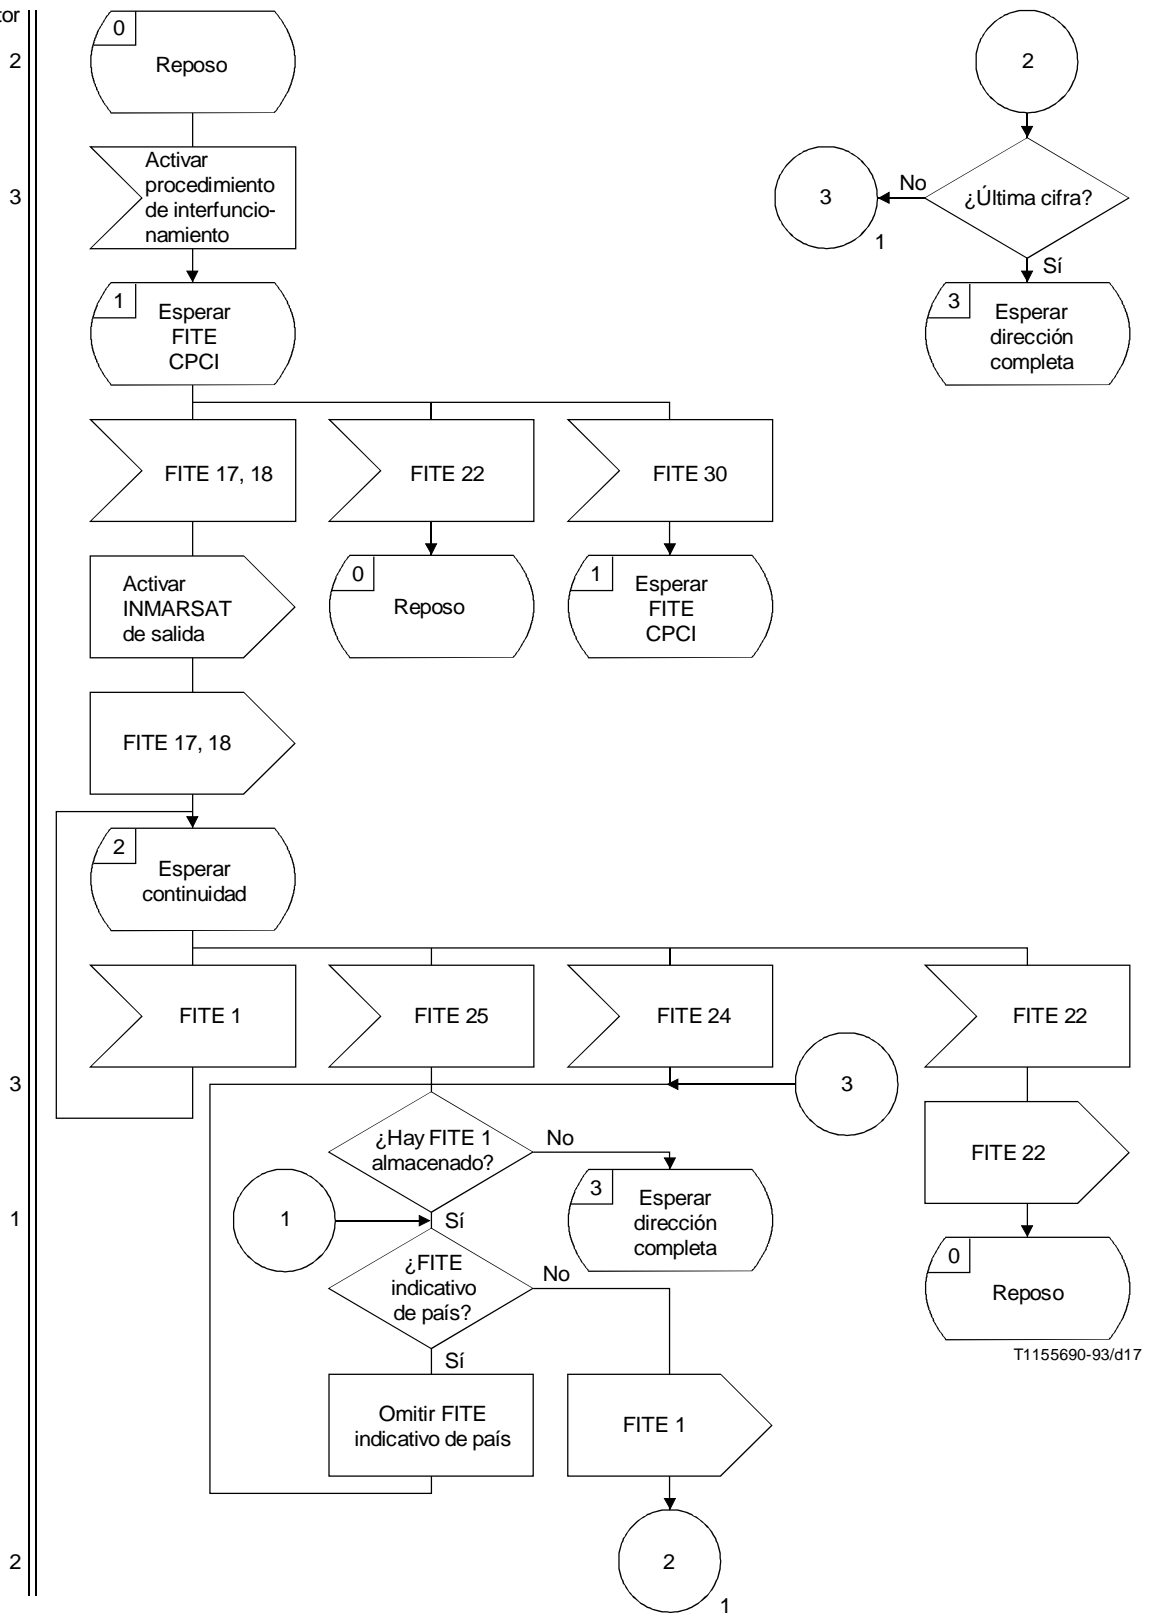 tor
0
2
Reposo
2
Activar
procedimiento
de interfuncio-
namiento
3
3
No
¿Última cifra?
1
Sí
1
Esperar
FITE
CPCI
3
Esperar
dirección
completa
FITE 17, 18
FITE 22
FITE 30
Activar
INMARSAT
de salida
0
Reposo
1
Esperar
FITE
CPCI
FITE 17, 18
2
Esperar
continuidad
FITE 1
FITE 25
FITE 24
FITE 22
3
3
¿Hay FITE 1
almacenado?
No
FITE 22
3
Esperar
dirección
completa
1
1
Sí
0
Reposo
¿FITE
indicativo
de país?
No
Sí
T1155690-93/d17
Omitir FITE
indicativo de país
FITE 1
2
2
1